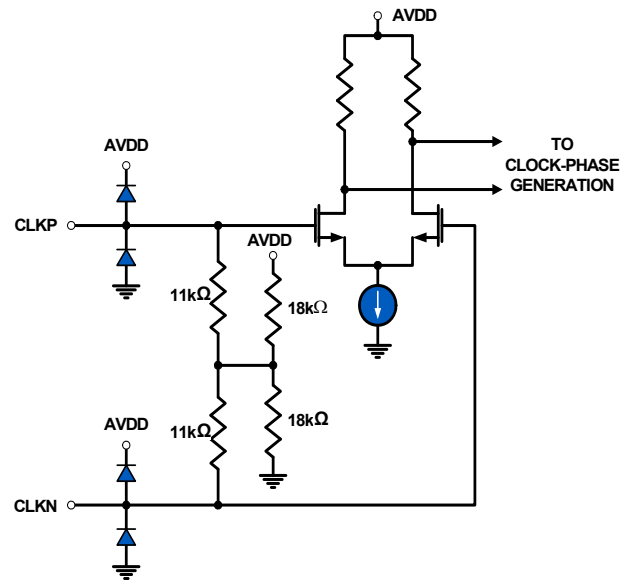 AVDD
AVDD
TO
CLOCK-PHASE
GENERATION
CLKP
AVDD
11kΩ
18kΩ
AVDD
11kΩ
18kΩ
CLKN